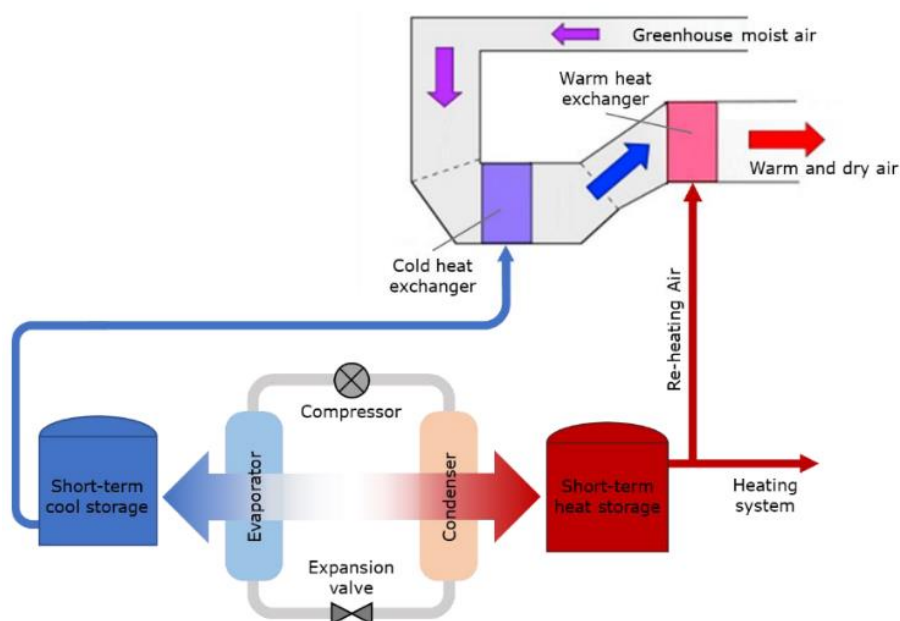 Greenhouse moist air
Warm heat
exchanger
Warm and dry air
Cold heat
exchanger
Re-heating Air
Compressor
Short-term
cool storage
Evaporator
Condenser
Short-term
heat storage
Heating
system
Expansion
valve